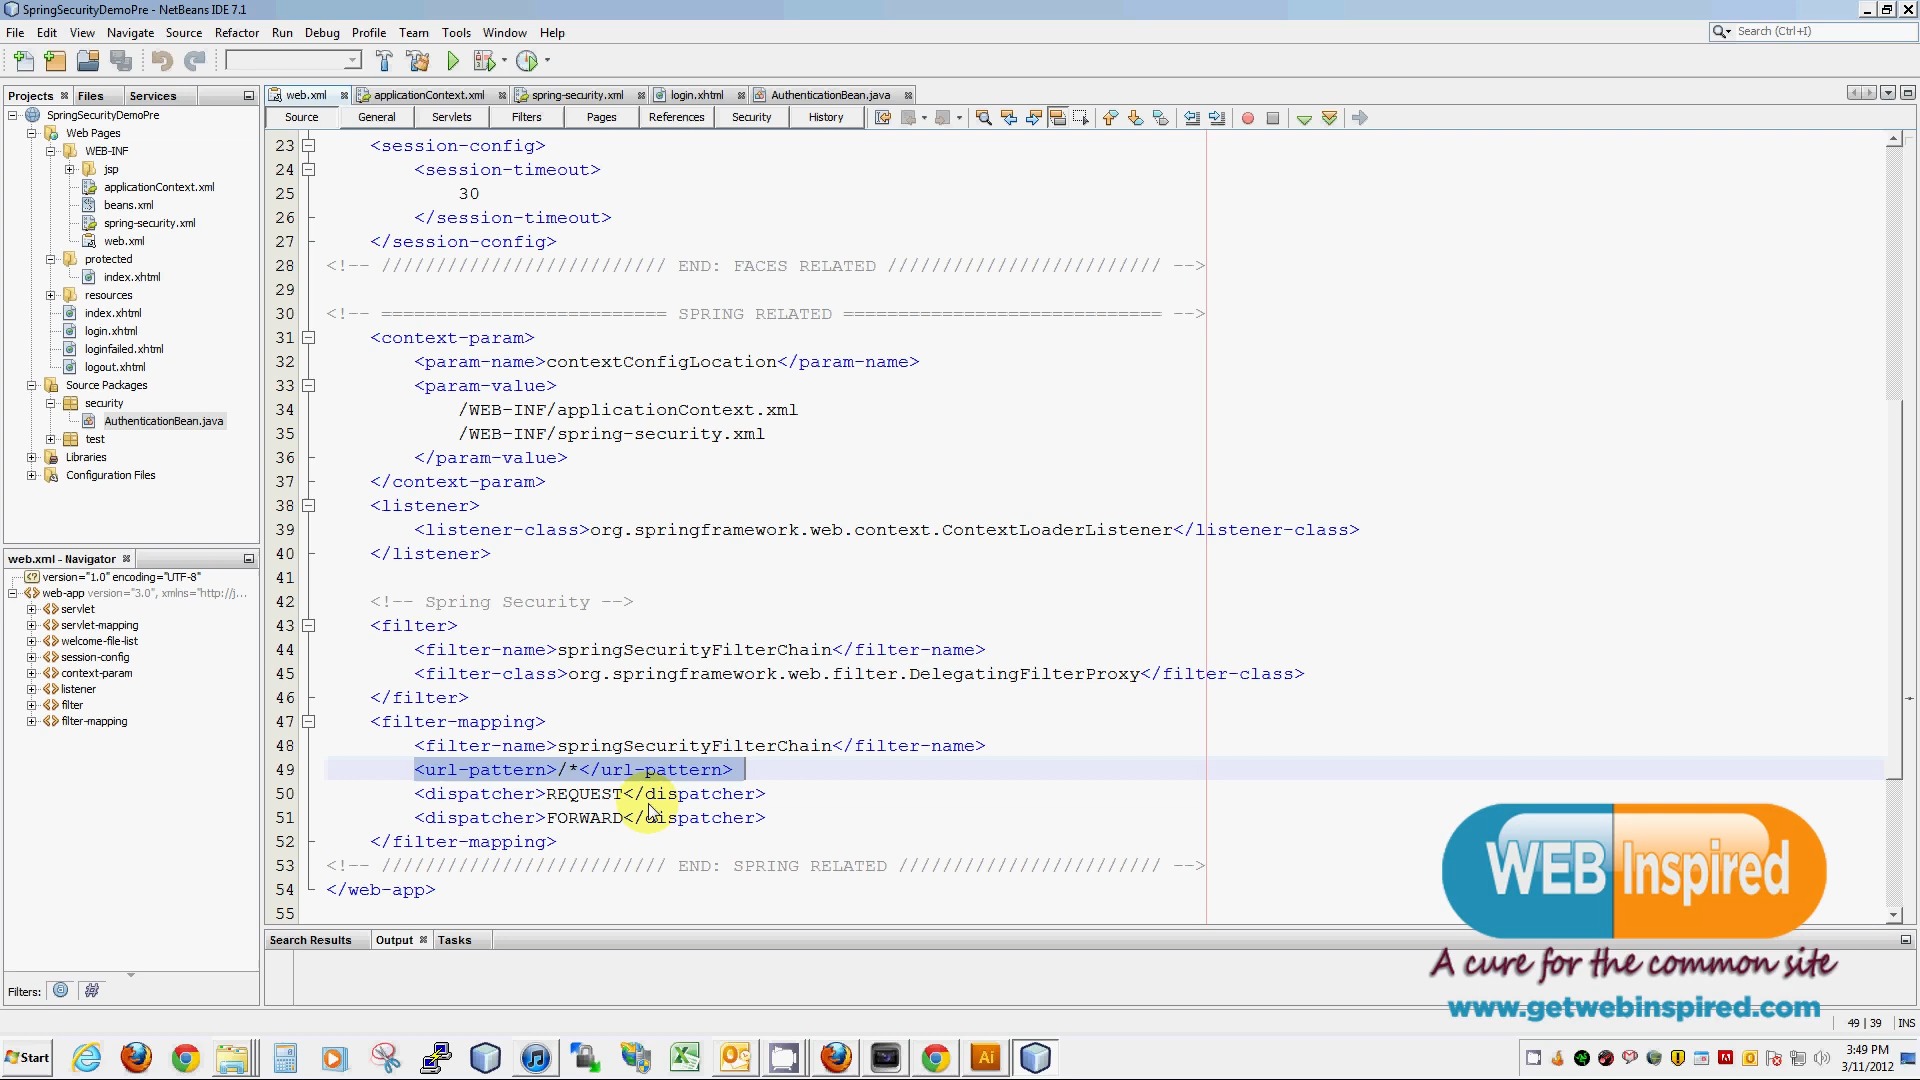 SpringSecurityDemoPre - NetBeans IDE 7.1
File Edit View Navigate Source Refactor Run Debug Profile Team Tools Window Help
Search (Ctrl+I)
Projects Files Services
web.xml applicationContext.xml spring-security.xml login.xhtml AuthenticationBean.java
Source General Servlets Filters Pages References Security History
SpringSecurityDemoPre
Web Pages
WEB-INF
jsp
applicationContext.xml
beans.xml
spring-security.xml
web.xml
protected
index.xhtml
resources
index.xhtml
login.xhtml
loginfailed.xhtml
logout.xhtml
Source Packages
security
AuthenticationBean.java
test
Libraries
Configuration Files
web.xml - Navigator
version="1.0" encoding="UTF-8"
web-app version="3.0", xmlns="http://j...
servlet
servlet-mapping
welcome-file-list
session-config
context-param
listener
filter
filter-mapping
Filters:
23 <session-config>
24 <session-timeout>
25 30
26 </session-timeout>
27 </session-config>
28 <!-- ////////////////////////// END: FACES RELATED ///////////////////////// -->
29
30 <!-- ========================== SPRING RELATED ============================= -->
31 <context-param>
32 <param-name>contextConfigLocation</param-name>
33 <param-value>
34 /WEB-INF/applicationContext.xml
35 /WEB-INF/spring-security.xml
36 </param-value>
37 </context-param>
38 <listener>
39 <listener-class>org.springframework.web.context.ContextLoaderListener</listener-class>
40 </listener>
41
42 <!-- Spring Security -->
43 <filter>
44 <filter-name>springSecurityFilterChain</filter-name>
45 <filter-class>org.springframework.web.filter.DelegatingFilterProxy</filter-class>
46 </filter>
47 <filter-mapping>
48 <filter-name>springSecurityFilterChain</filter-name>
49 <url-pattern>/*</url-pattern>
50 <dispatcher>REQUEST</dispatcher>
51 <dispatcher>FORWARD</dispatcher>
52 </filter-mapping>
53 <!-- ////////////////////////// END: SPRING RELATED //////////////////////// -->
54 </web-app>
55
Search Results Output Tasks
WEB Inspired
A cure for the common site
www.getwebinspired.com
49 | 39 INS
Start
Ai
3:49 PM
3/11/2012